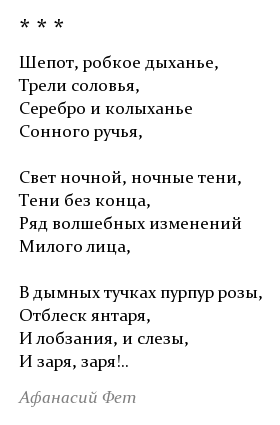 * * *
Шепот, робкое дыханье,
Трели соловья,
Серебро и колыханье
Сонного ручья,
Свет ночной, ночные тени,
Тени без конца,
Ряд волшебных изменений
Милого лица,
В дымных тучках пурпур розы,
Отблеск янтаря,
И лобзания, и слезы,
И заря, заря!..
Афанасий Фет